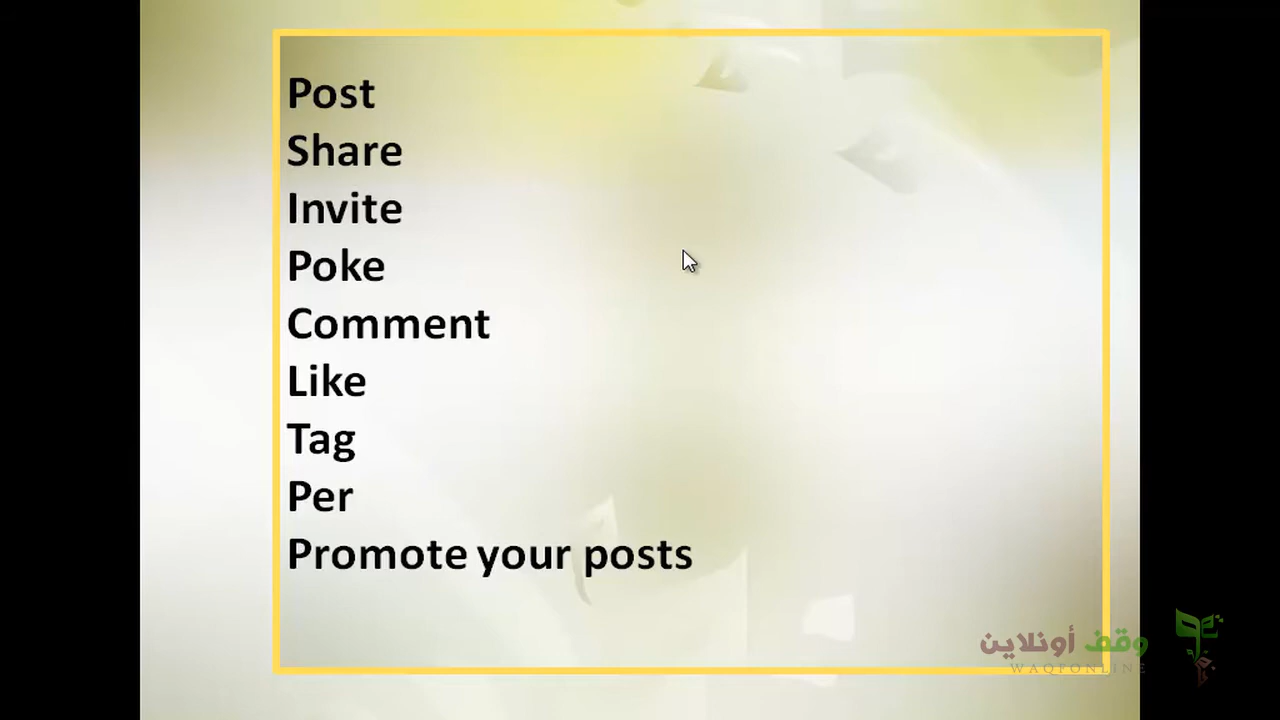 Post
Share
Invite
Poke
Comment
Like
Tag
Per
Promote your posts
وقف أونلاين
WAQFONLINE